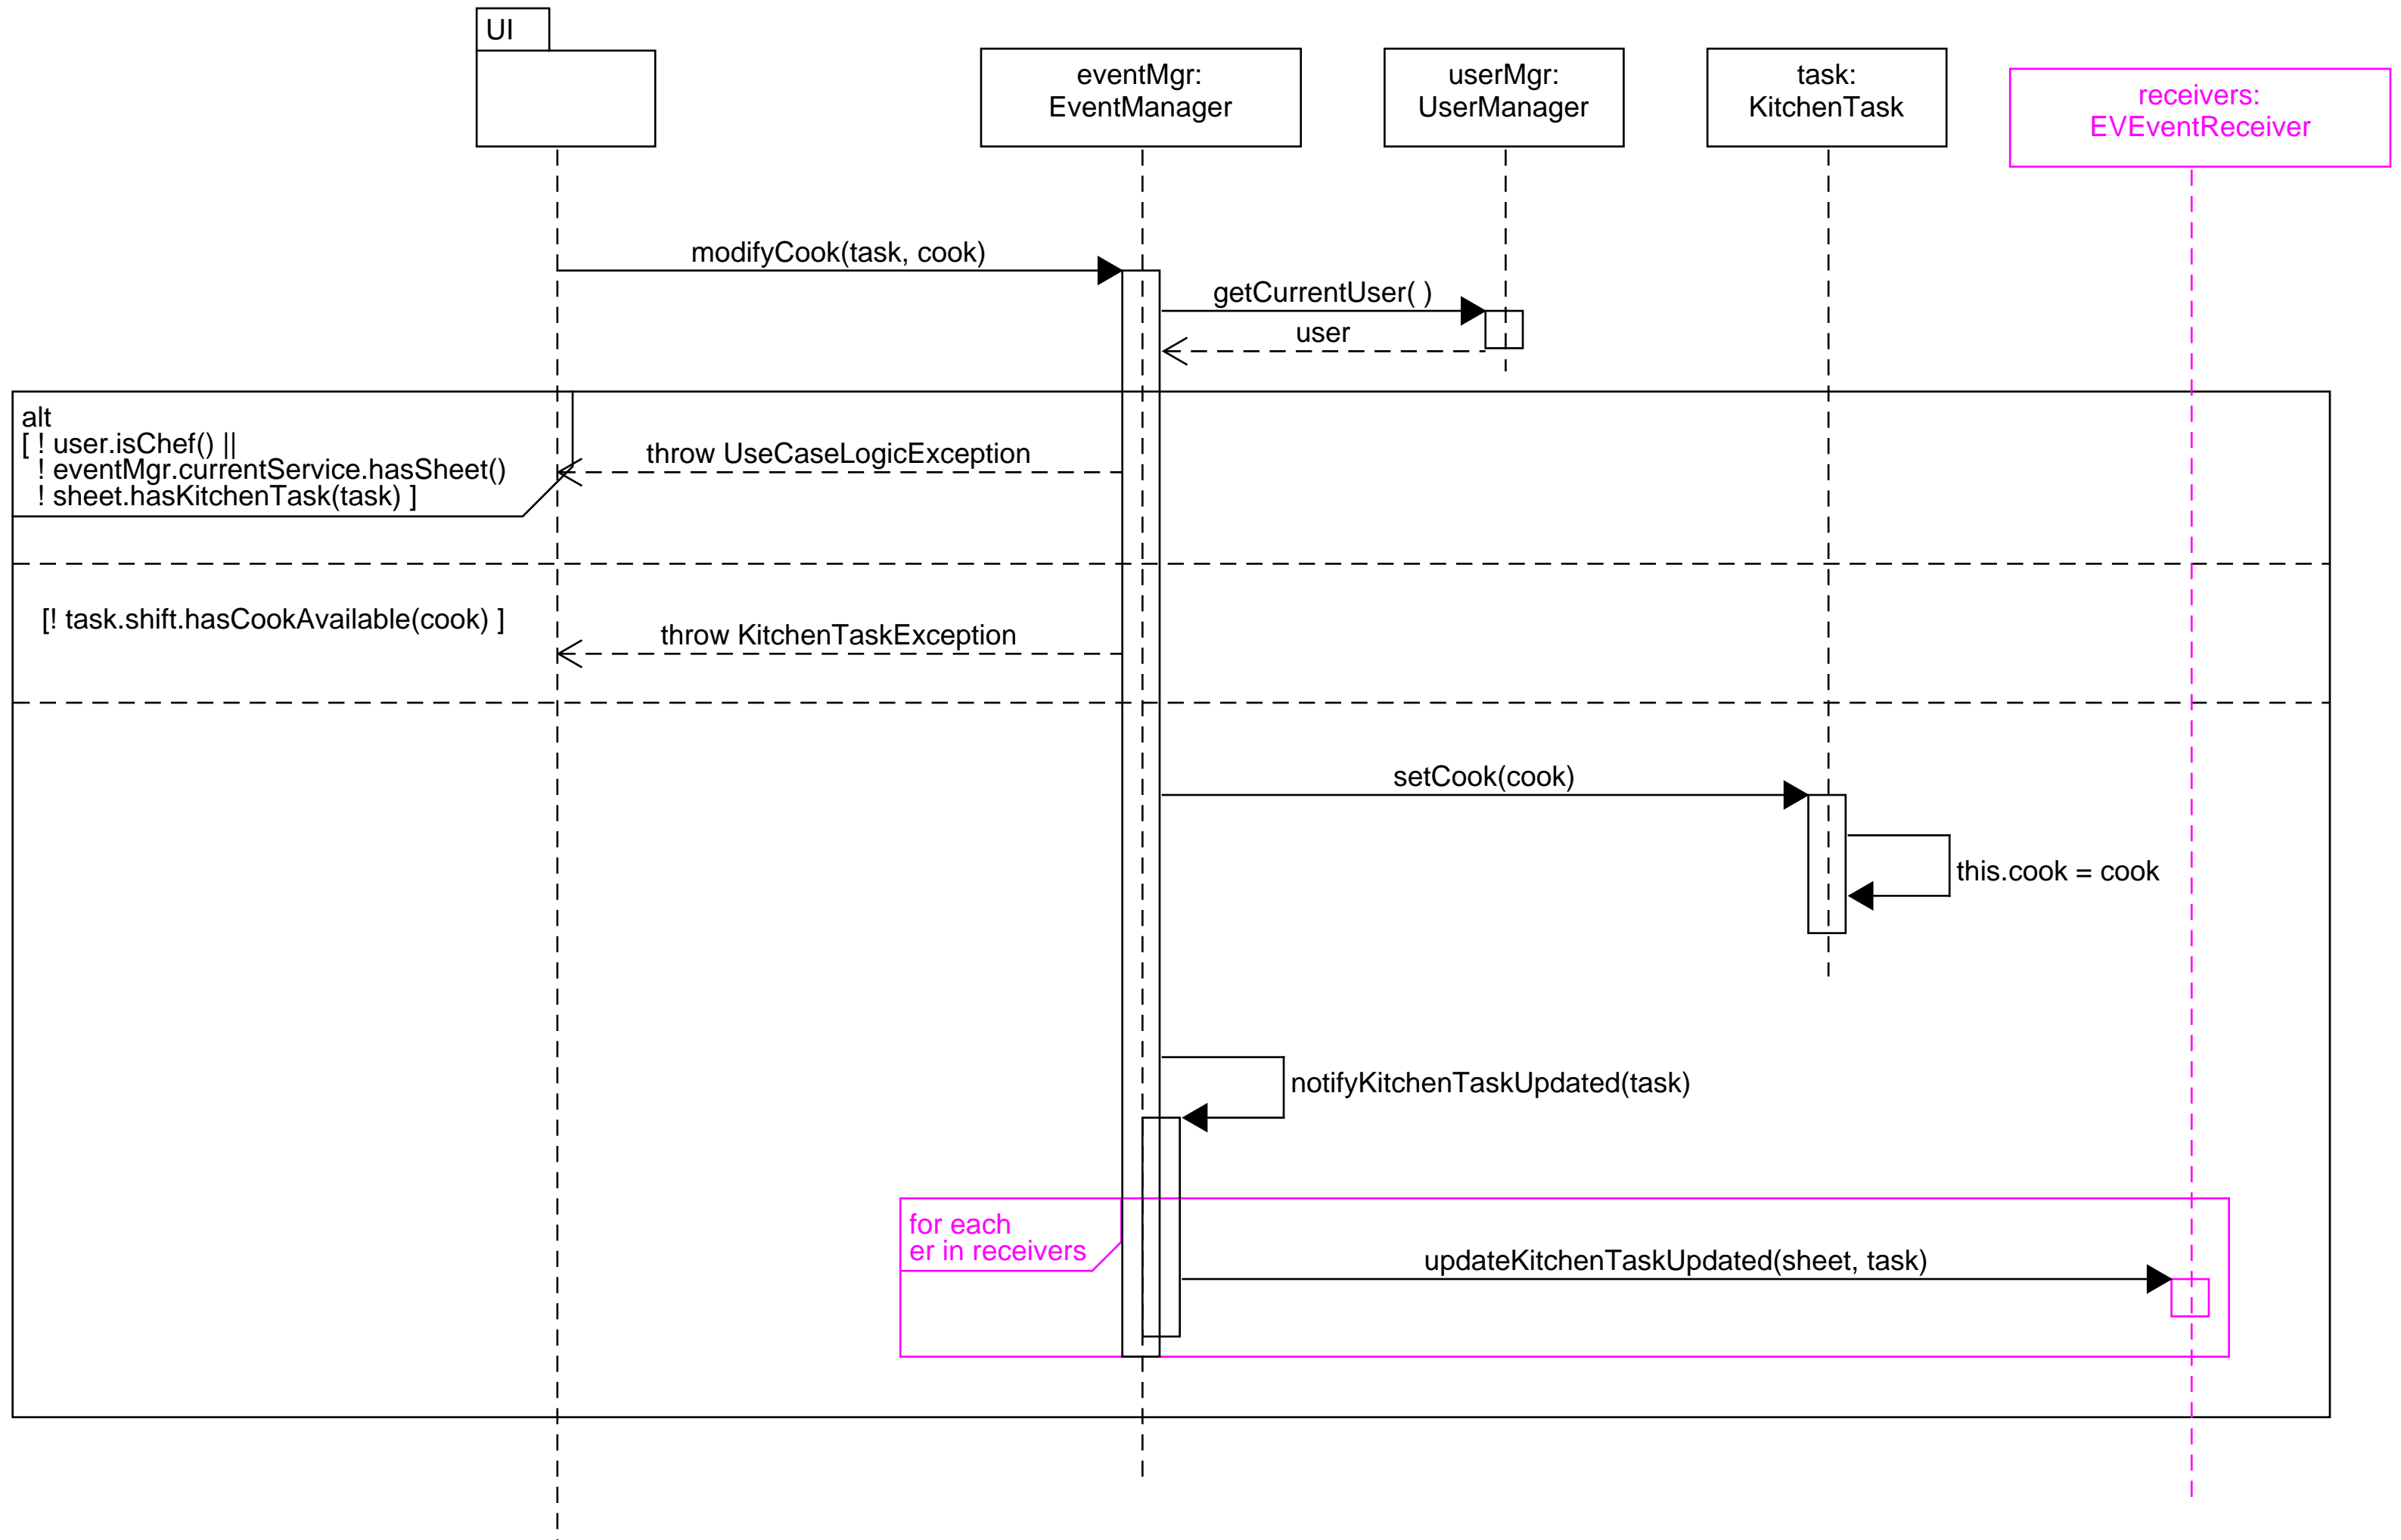 UI
eventMgr:
EventManager
userMgr:
UserManager
task:
KitchenTask
receivers:
EVEventReceiver
modifyCook(task, cook)
getCurrentUser( )
user
alt
[ ! user.isChef() ||
! eventMgr.currentService.hasSheet()
! sheet.hasKitchenTask(task) ]
throw UseCaseLogicException
[! task.shift.hasCookAvailable(cook) ]
throw KitchenTaskException
setCook(cook)
this.cook = cook
notifyKitchenTaskUpdated(task)
for each
er in receivers
updateKitchenTaskUpdated(sheet, task)